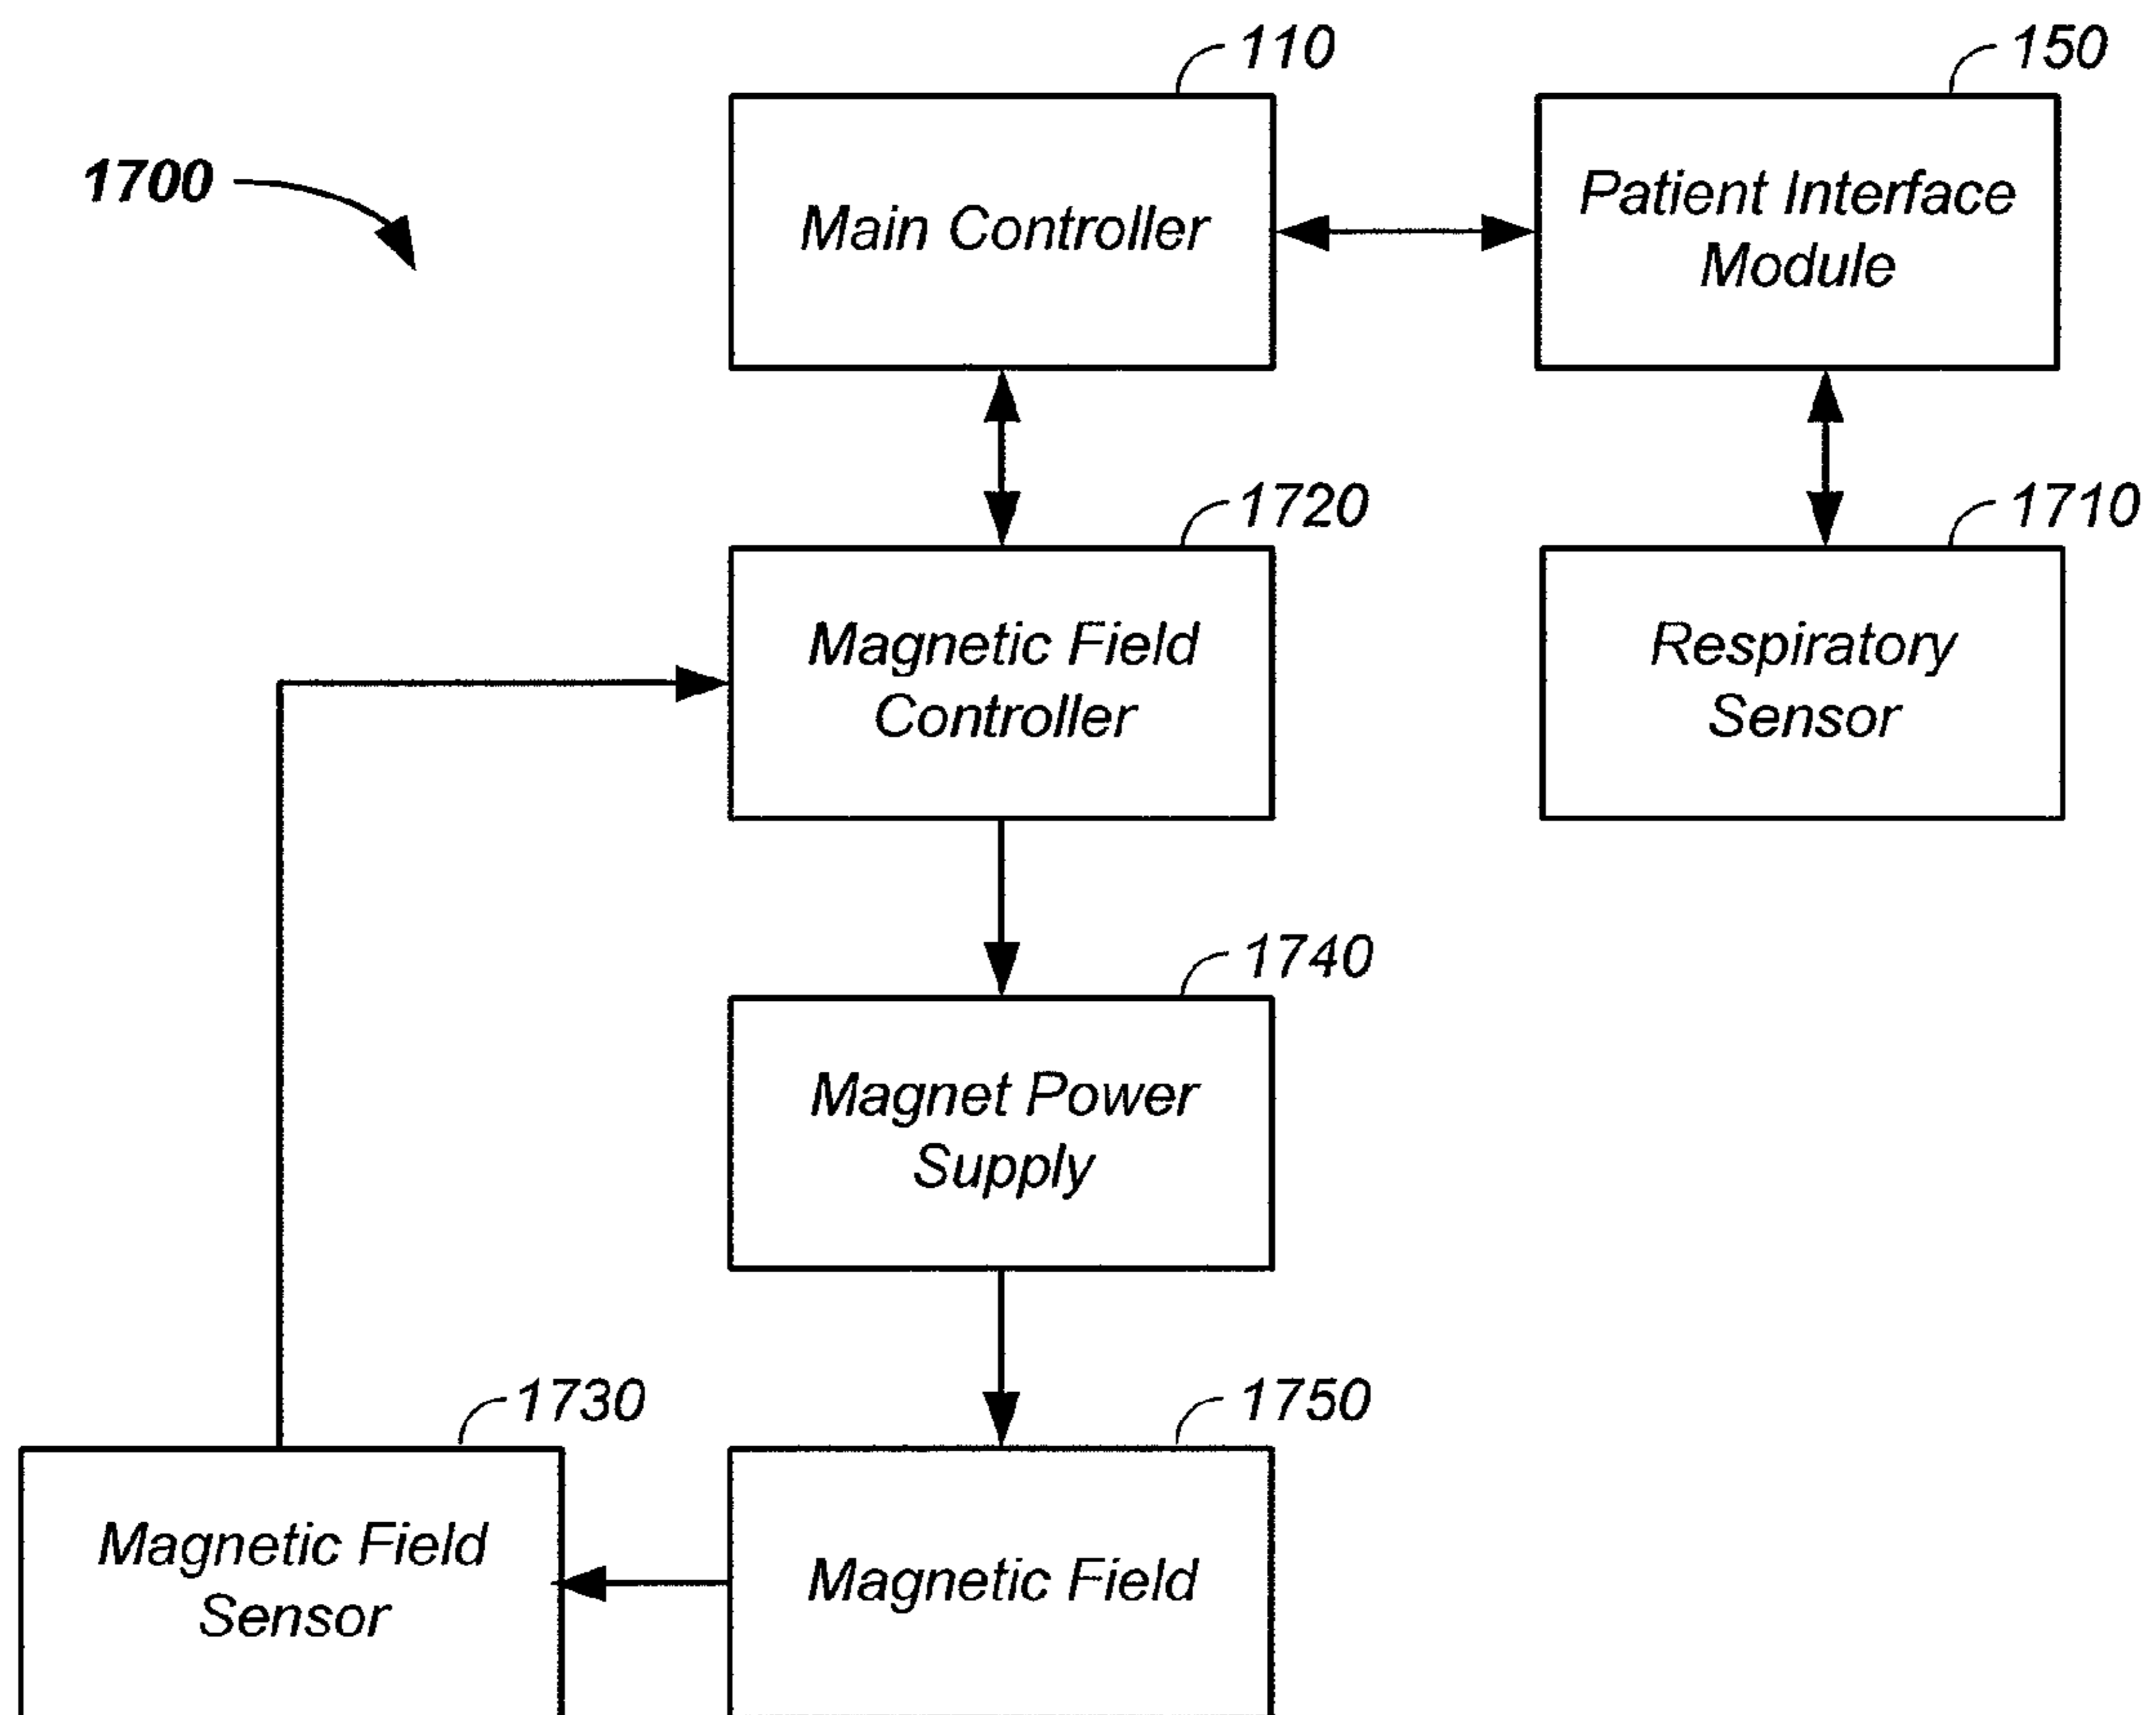 110
150
1700
Main Controller
Patient Interface
Module
1720
1710
Magnetic Field
Controller
Respiratory
Sensor
1740
Magnet Power
Supply
1730
1750
Magnetic Field
Sensor
Magnetic Field